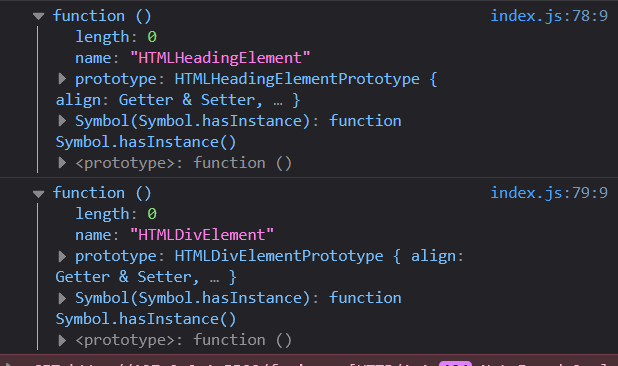 function () index.js:78:9
length: 0
name: "HTMLHeadingElement"
prototype: HTMLHeadingElementPrototype {
align: Getter & Setter, … }
Symbol(Symbol.hasInstance): function
Symbol.hasInstance()
<prototype>: function ()
function () index.js:79:9
length: 0
name: "HTMLDivElement"
prototype: HTMLDivElementPrototype { align:
Getter & Setter, … }
Symbol(Symbol.hasInstance): function
Symbol.hasInstance()
<prototype>: function ()